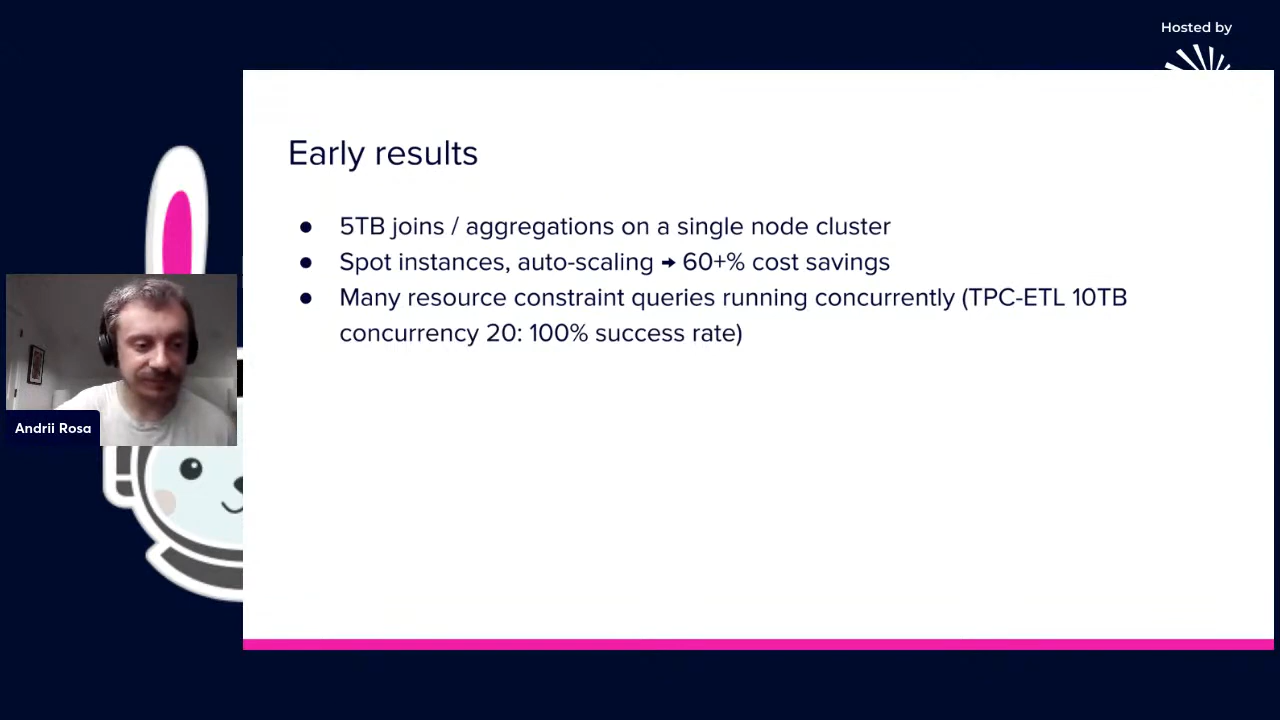 Hosted by
Early results
● 5TB joins / aggregations on a single node cluster
● Spot instances, auto-scaling → 60+% cost savings
● Many resource constraint queries running concurrently (TPC-ETL 10TB
concurrency 20: 100% success rate)
Andrii Rosa